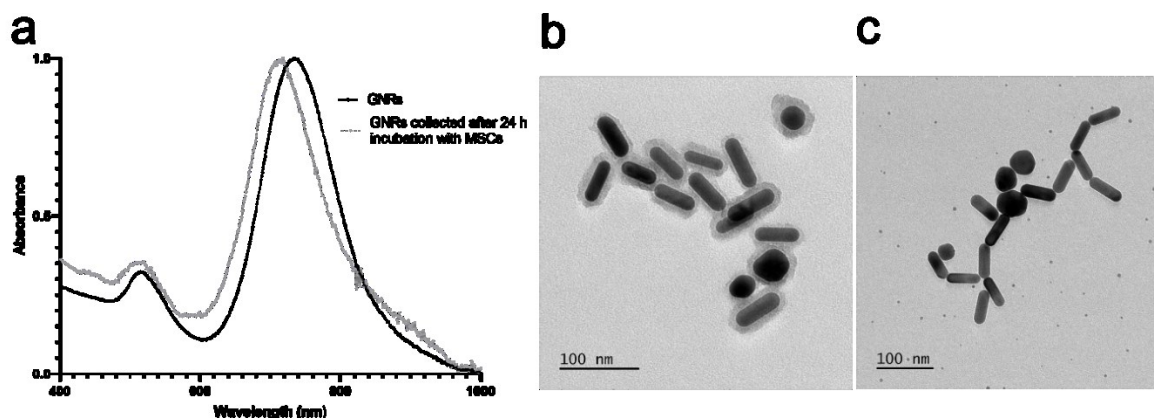 a
b
c
1.0
0.5
0.0
Absorbance
GNRs
GNRs collected after 24 h
incubation with MSCs
400
600
800
1000
Wavelength (nm)
100 nm
100 nm